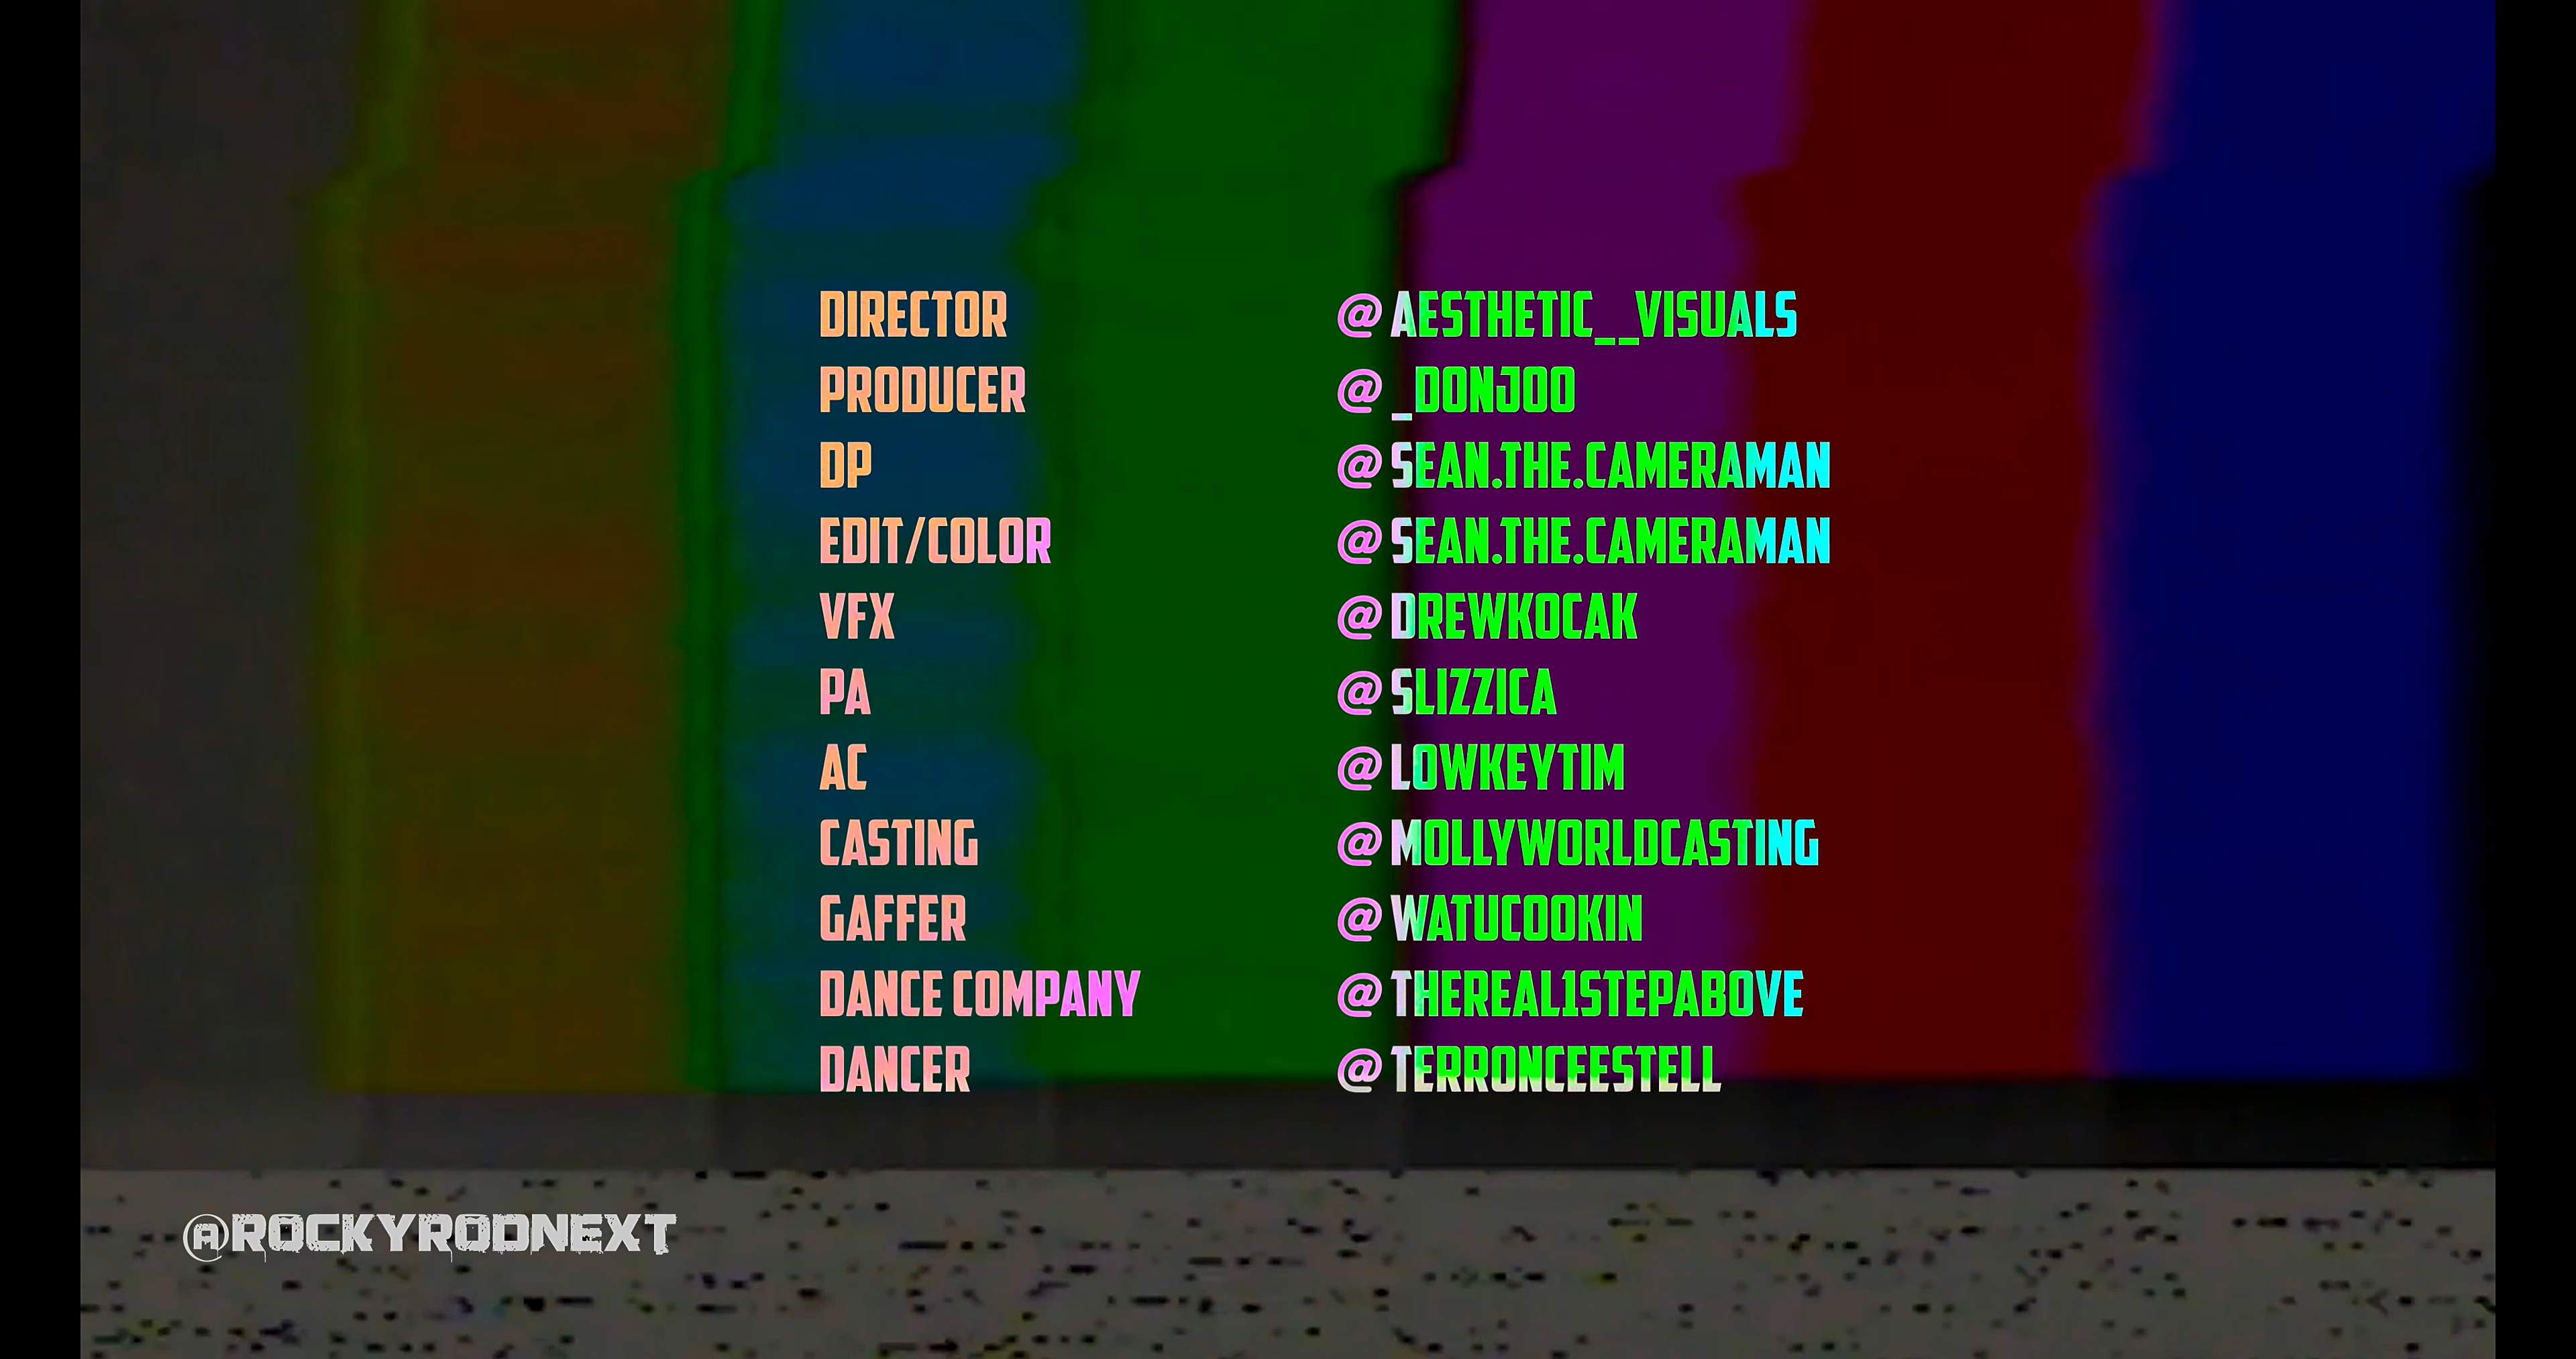 DIRECTOR @AESTHETIC__VISUALS
PRODUCER @_DONJOO
DP @SEAN.THE.CAMERAMAN
EDIT/COLOR @SEAN.THE.CAMERAMAN
VFX @DREWKOCAK
PA @SLIZZICA
AC @LOWKEYTIM
CASTING @MOLLYWORLDCASTING
GAFFER @WATUCOOKIN
DANCE COMPANY @THEREAL1STEPABOVE
DANCER @TERRONCEESTELL
@ROCKYRODNEXT